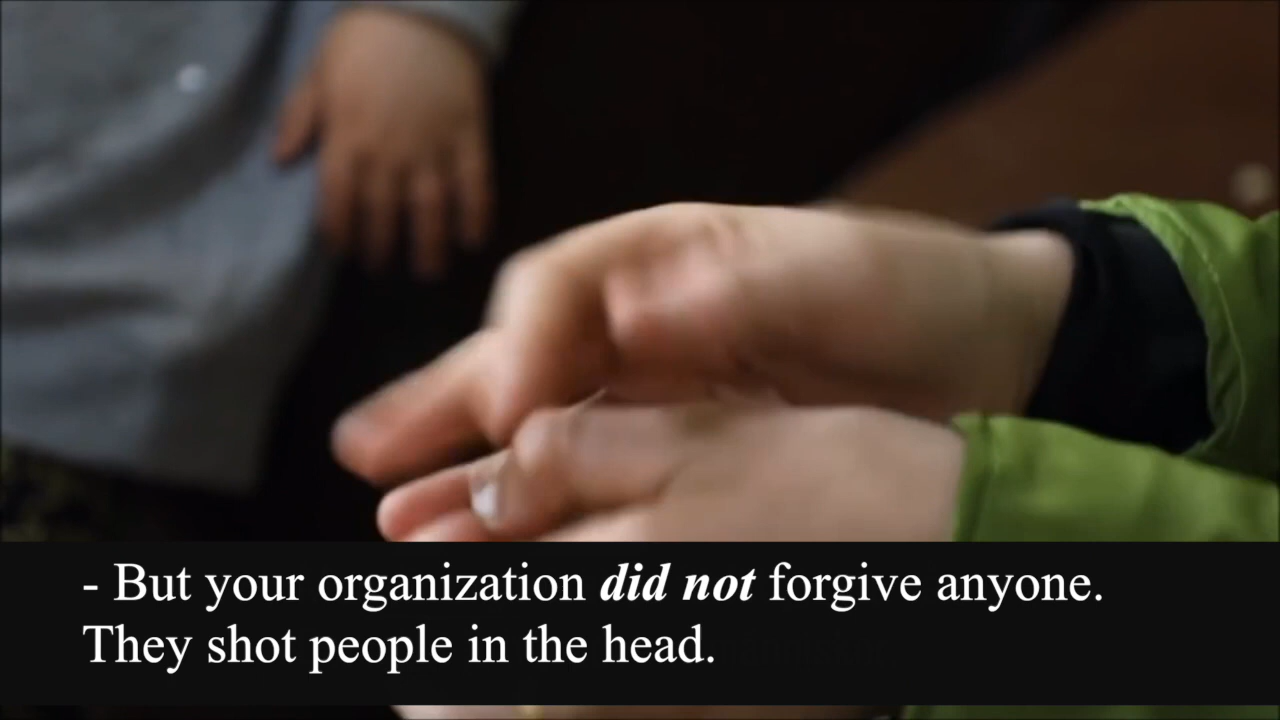 - But your organization did not forgive anyone.
They shot people in the head.